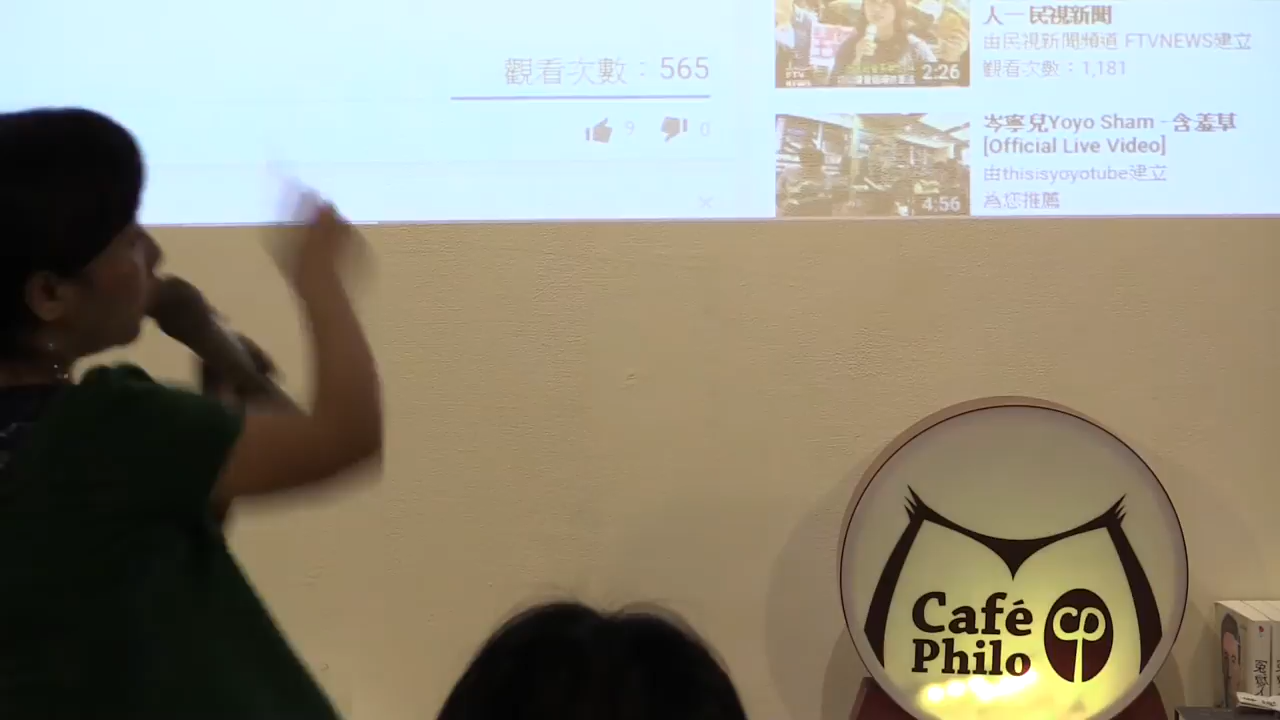 觀看次數：565
9
0
人－民視新聞
由民視新聞頻道 FTVNEWS建立
觀看次數：1,181
2:26
岑寧兒Yoyo Sham - 含羞草
[Official Live Video]
由thisisyoyotube建立
為您推薦
4:56
Café
Philo